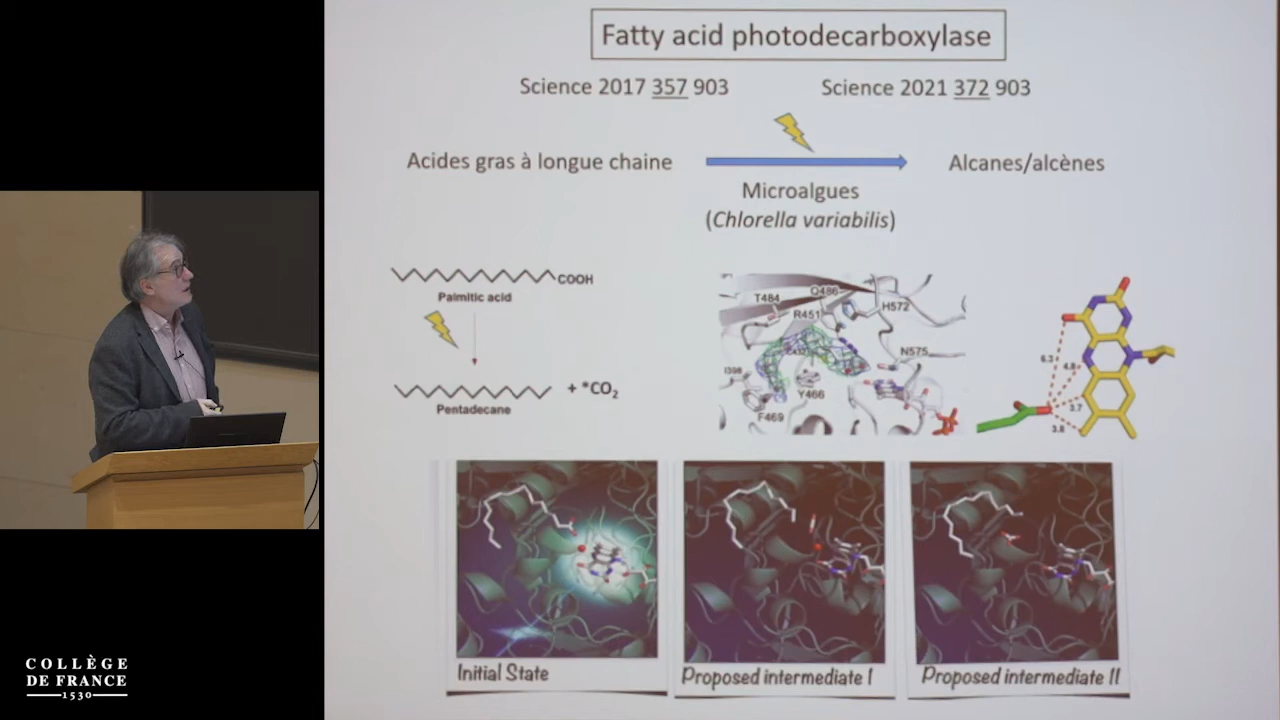 Fatty acid photodecarboxylase
Science 2017 357 903
Science 2021 372 903
Acides gras à longue chaine
Alcanes/alcènes
Microalgues
(Chlorella variabilis)
COOH
Palmitic acid
+ *CO2
Pentadecane
T484
Q486
R451
H572
C432
N575
I398
Y466
F469
6.3
4.8
3.7
3.8
Initial State
Proposed intermediate I
Proposed intermediate II
COLLÈGE
DE FRANCE
1530